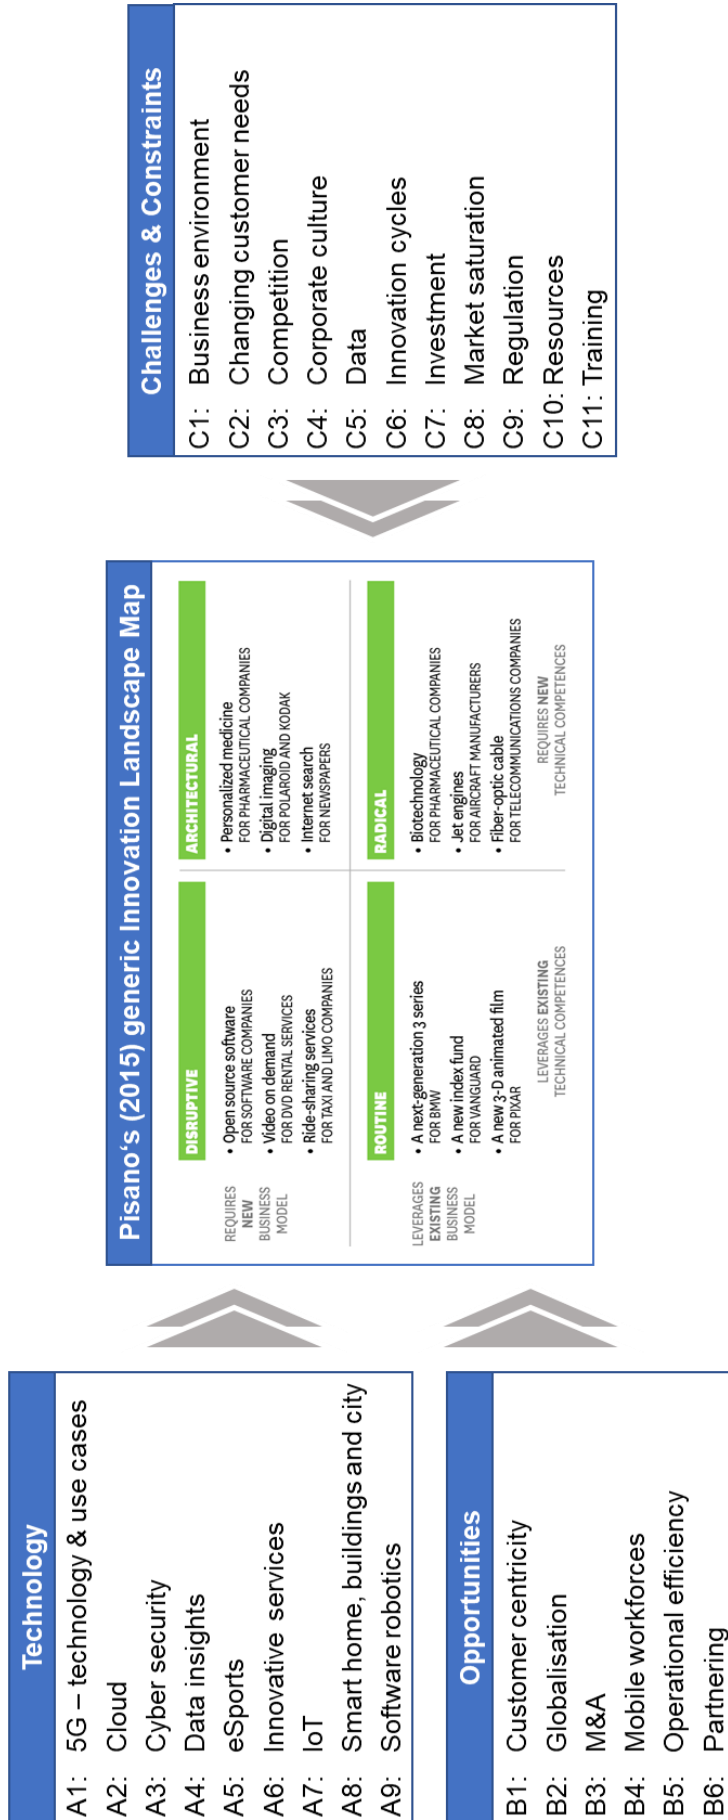 Technology
A1: 5G – technology & use cases
A2: Cloud
A3: Cyber security
A4: Data insights
A5: eSports
A6: Innovative services
A7: IoT
A8: Smart home, buildings and city
A9: Software robotics
Opportunities
B1: Customer centricity
B2: Globalisation
B3: M&A
B4: Mobile workforces
B5: Operational efficiency
B6: Partnering
Pisano‘s (2015) generic Innovation Landscape Map
REQUIRES
NEW
BUSINESS
MODEL
DISRUPTIVE
• Open source software
FOR SOFTWARE COMPANIES
• Video on demand
FOR DVD RENTAL SERVICES
• Ride-sharing services
FOR TAXI AND LIMO COMPANIES
ARCHITECTURAL
• Personalized medicine
FOR PHARMACEUTICAL COMPANIES
• Digital imaging
FOR POLAROID AND KODAK
• Internet search
FOR NEWSPAPERS
LEVERAGES
EXISTING
BUSINESS
MODEL
ROUTINE
• A next-generation 3 series
FOR BMW
• A new index fund
FOR VANGUARD
• A new 3-D animated film
FOR PIXAR
RADICAL
• Biotechnology
FOR PHARMACEUTICAL COMPANIES
• Jet engines
FOR AIRCRAFT MANUFACTURERS
• Fiber-optic cable
FOR TELECOMMUNICATIONS COMPANIES
LEVERAGES EXISTING
TECHNICAL COMPETENCES
REQUIRES NEW
TECHNICAL COMPETENCES
Challenges & Constraints
C1: Business environment
C2: Changing customer needs
C3: Competition
C4: Corporate culture
C5: Data
C6: Innovation cycles
C7: Investment
C8: Market saturation
C9: Regulation
C10: Resources
C11: Training